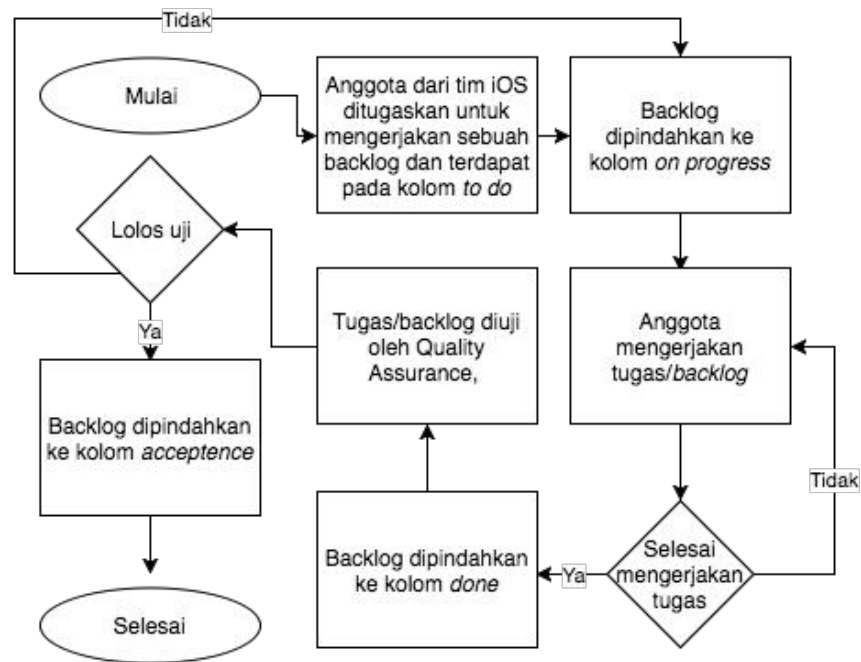 Tidak
Mulai
Anggota dari tim iOS
ditugaskan untuk
mengerjakan sebuah
backlog dan terdapat
pada kolom to do
Backlog
dipindahkan ke
kolom on progress
Lolos uji
Tugas/backlog diuji
oleh Quality
Assurance,
Anggota
mengerjakan
tugas/backlog
Ya
Backlog dipindahkan
ke kolom acceptence
Tidak
Backlog dipindahkan
ke kolom done
Ya
Selesai
mengerjakan
tugas
Selesai